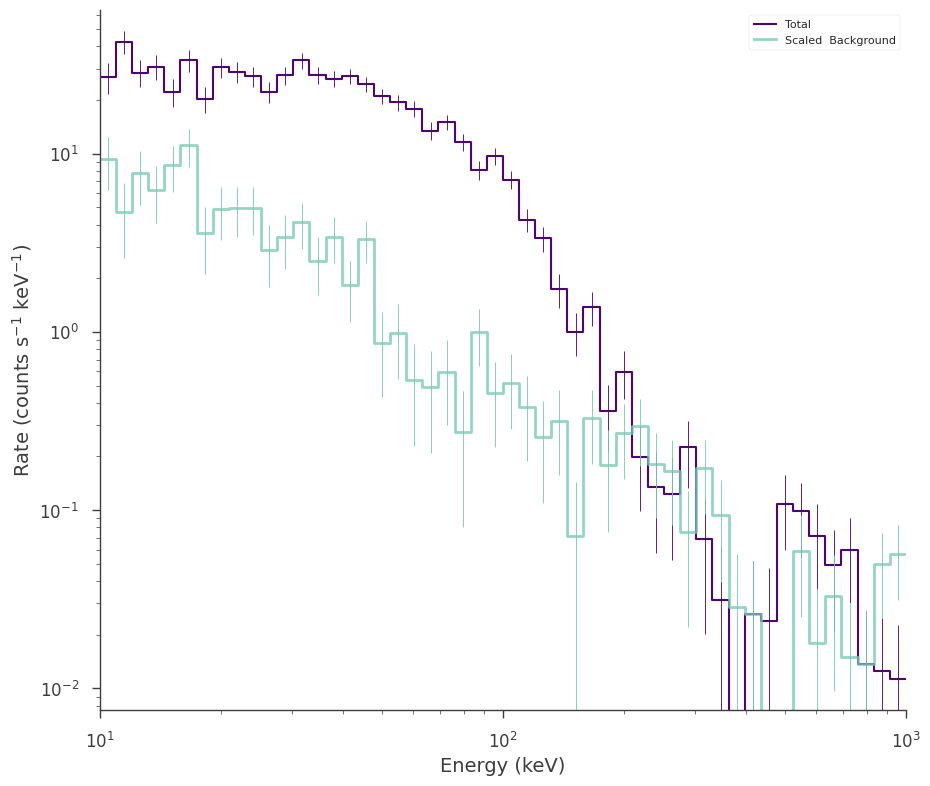 Total
Scaled  Background
10¹
10⁰
10⁻¹
10⁻²
Rate (counts s⁻¹ keV⁻¹)
10¹ 10² 10³
Energy (keV)